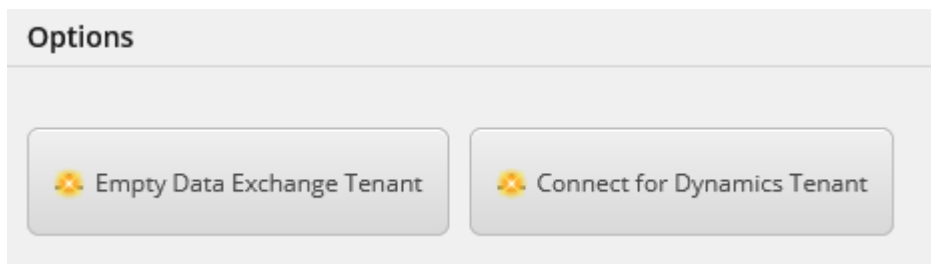 Options
Empty Data Exchange Tenant
Connect for Dynamics Tenant